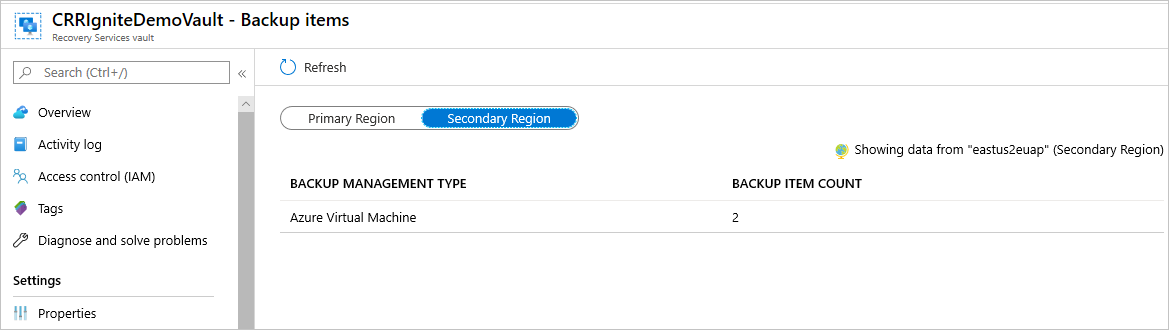 CRRIgniteDemoVault - Backup items
Recovery Services vault
Search (Ctrl+/)
«
Refresh
Overview
Activity log
Access control (IAM)
Tags
Diagnose and solve problems
Settings
Properties
Primary Region
Secondary Region
Showing data from "eastus2euap" (Secondary Region)
BACKUP MANAGEMENT TYPE BACKUP ITEM COUNT
Azure Virtual Machine 2